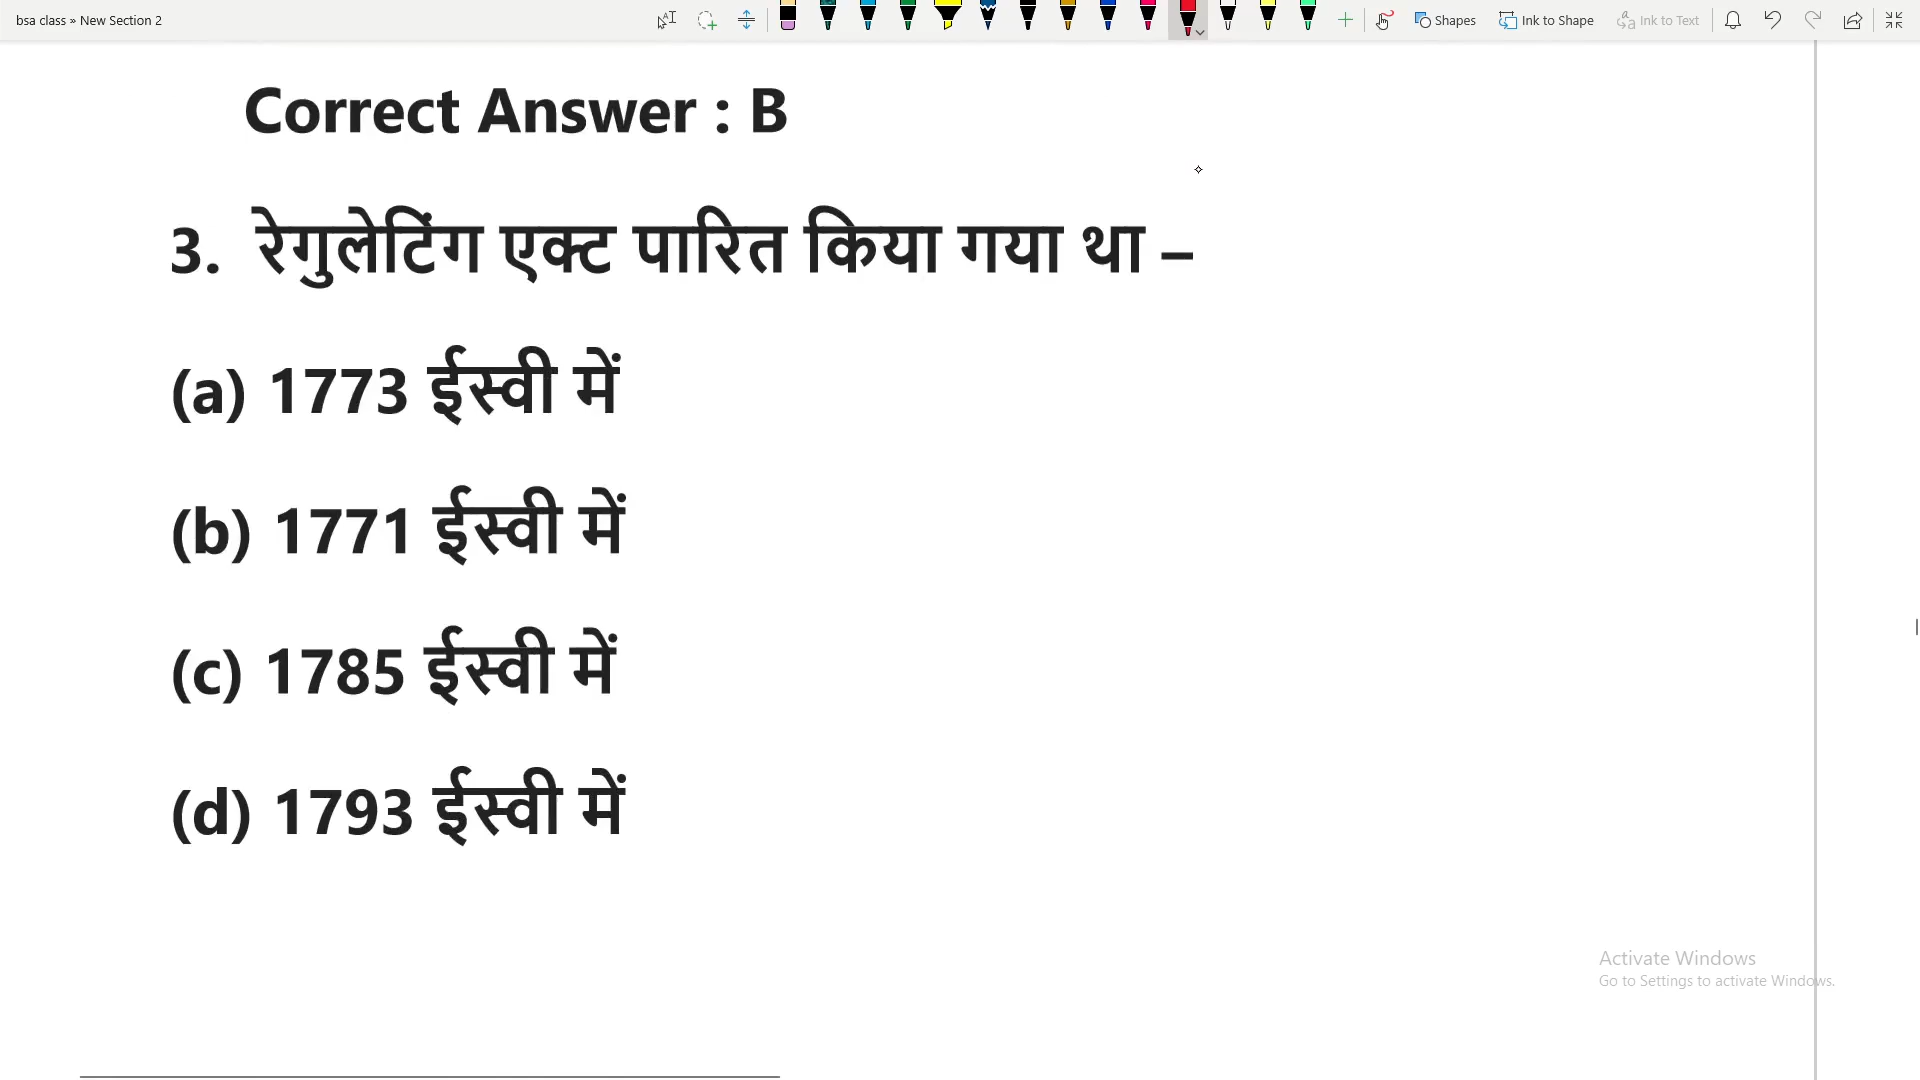 bsa class » New Section 2
Shapes
Ink to Shape
Ink to Text
Correct Answer : B
3. रेगुलेटिंग एक्ट पारित किया गया था –
(a) 1773 ईस्वी में
(b) 1771 ईस्वी में
(c) 1785 ईस्वी में
(d) 1793 ईस्वी में
Activate Windows
Go to Settings to activate Windows.